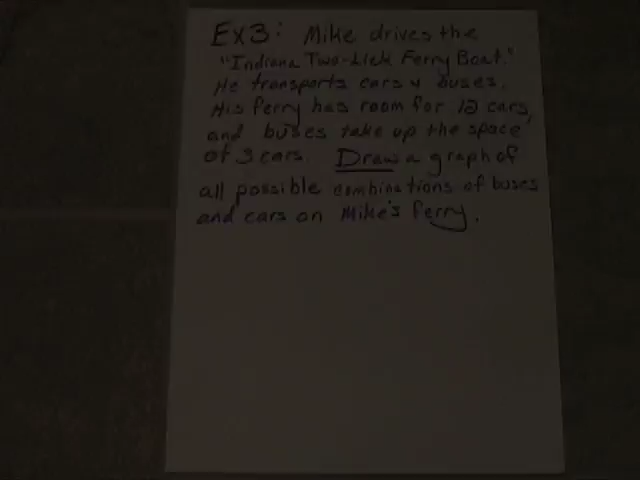 Ex3: Mike drives the
"Indiana Two-Lick Ferry Boat."
He transports cars & buses.
His ferry has room for 12 cars,
and buses take up the space
of 3 cars. Draw a graph of
all possible combinations of buses
and cars on Mike's ferry.